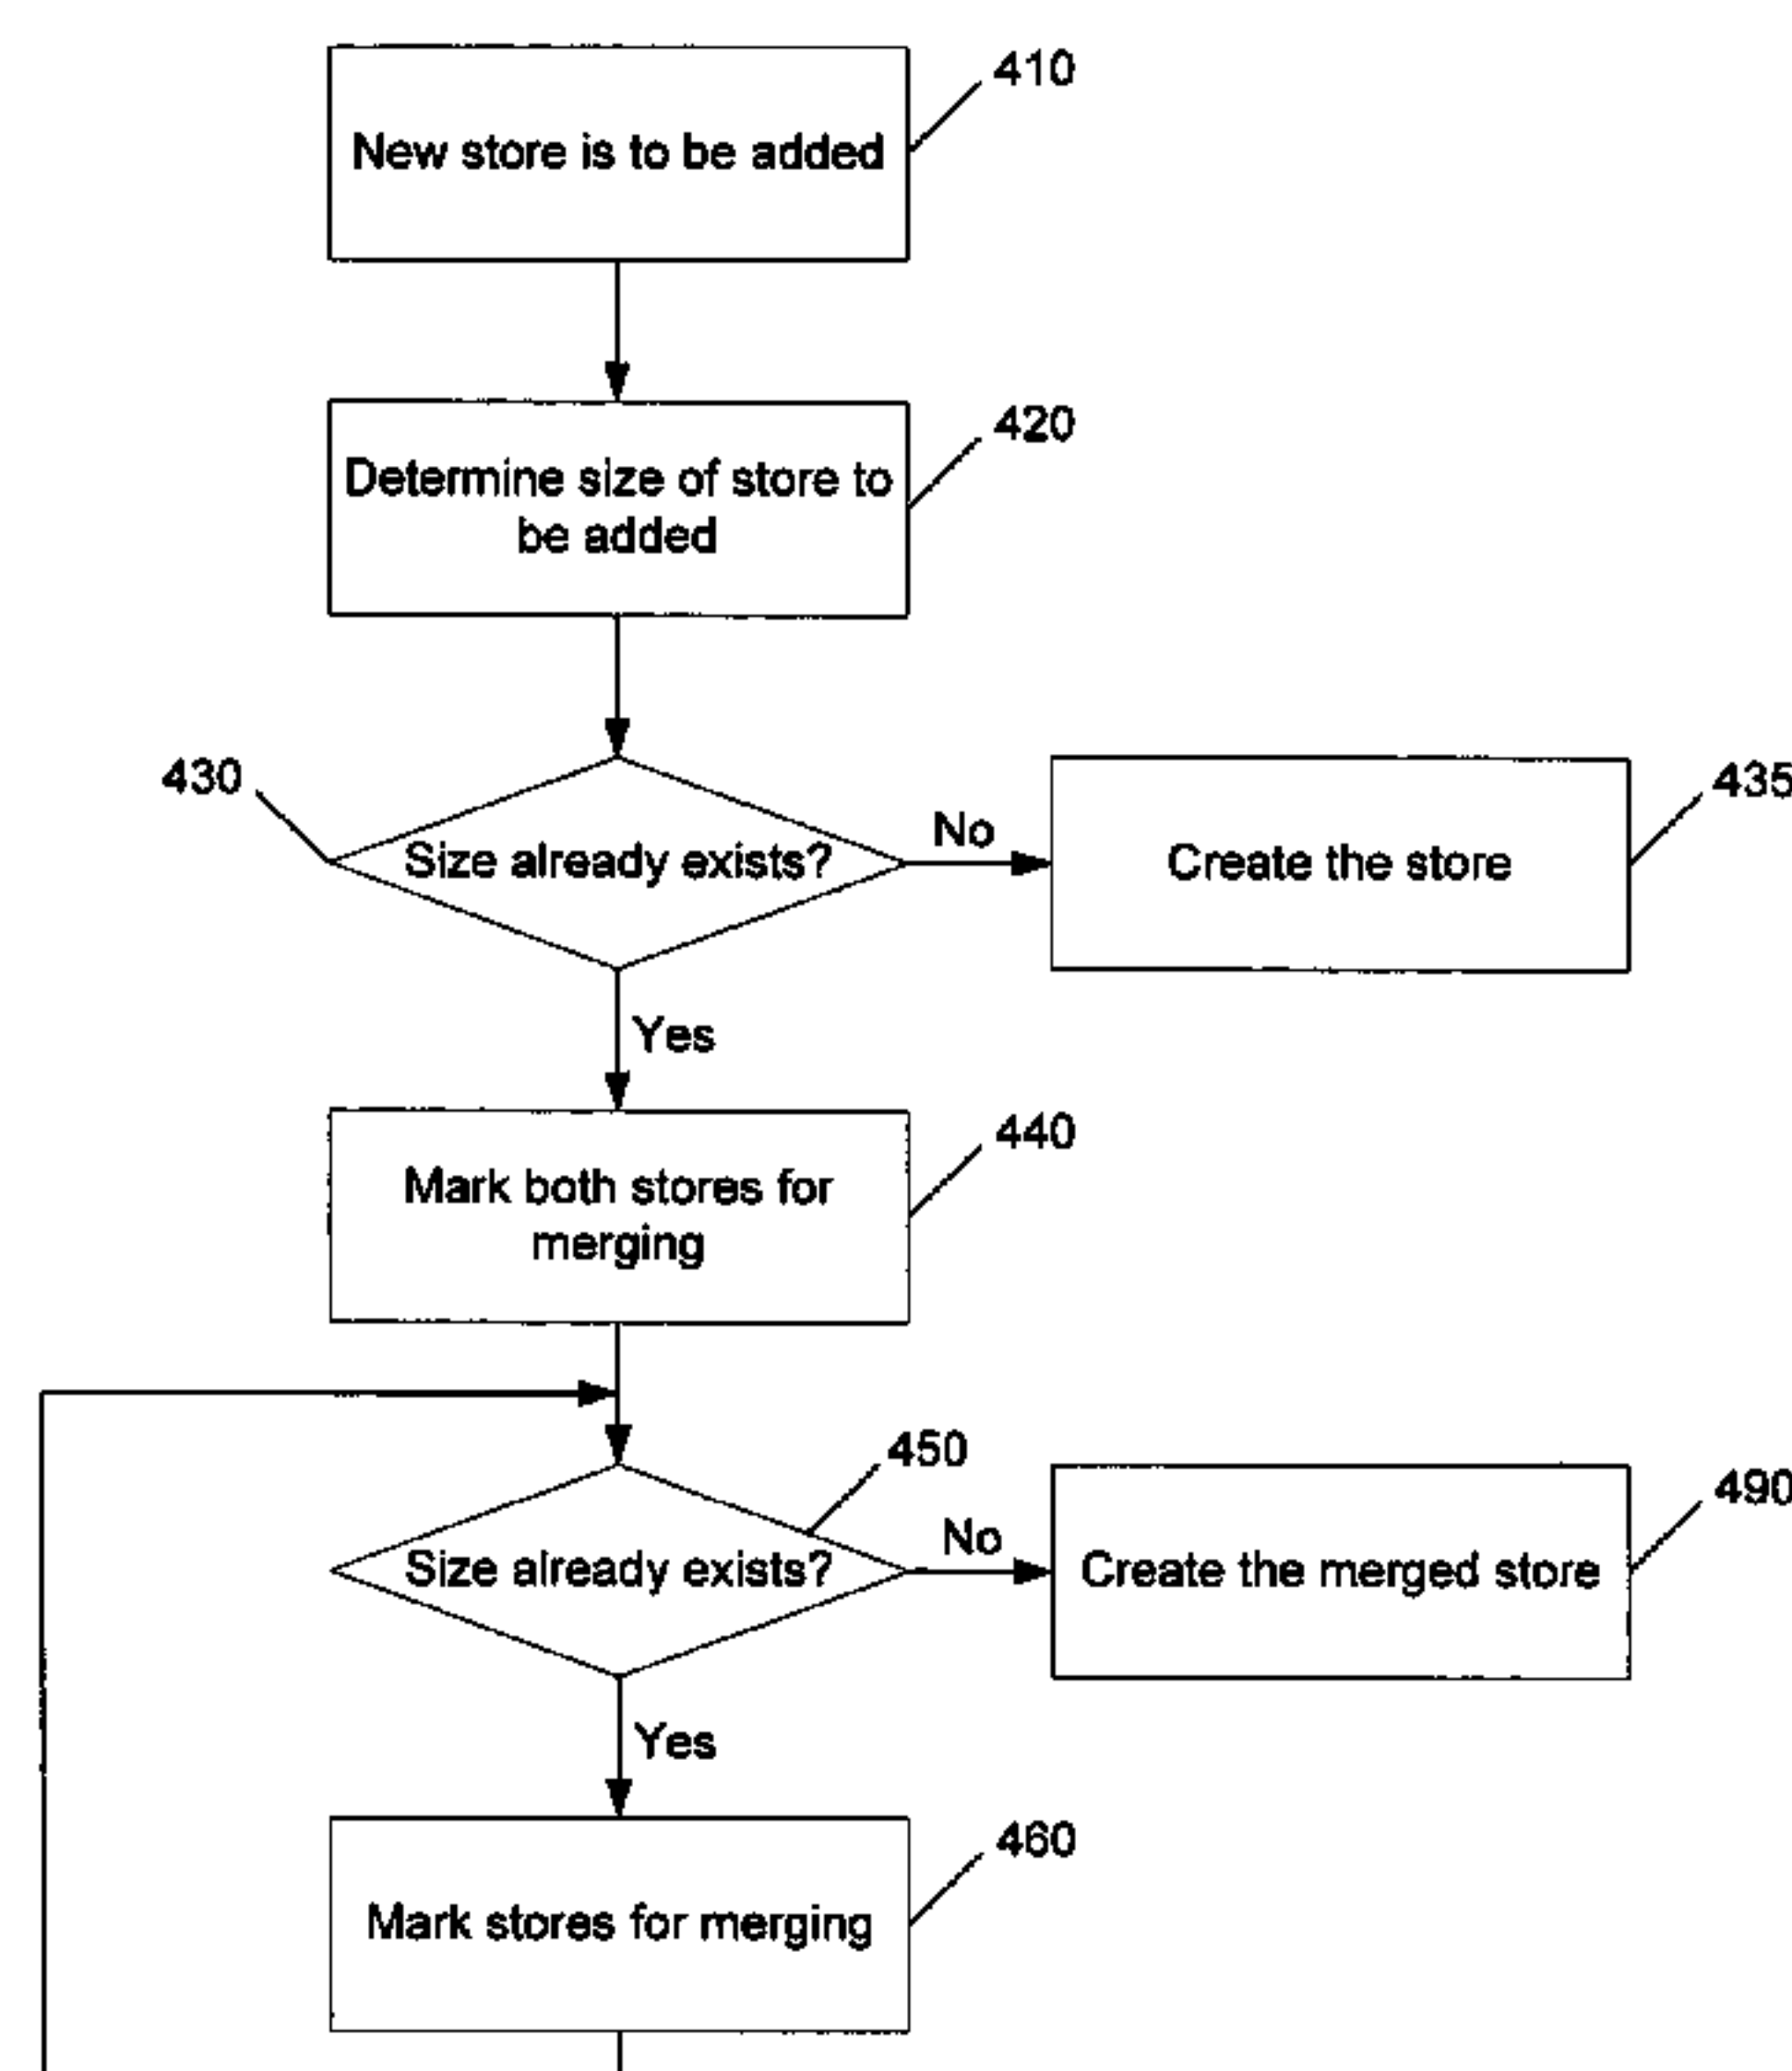 410
New store is to be added
420
Determine size of store to
be added
430
Size already exists?
No
435
Create the store
Yes
440
Mark both stores for
merging
450
Size already exists?
No
490
Create the merged store
Yes
460
Mark stores for merging